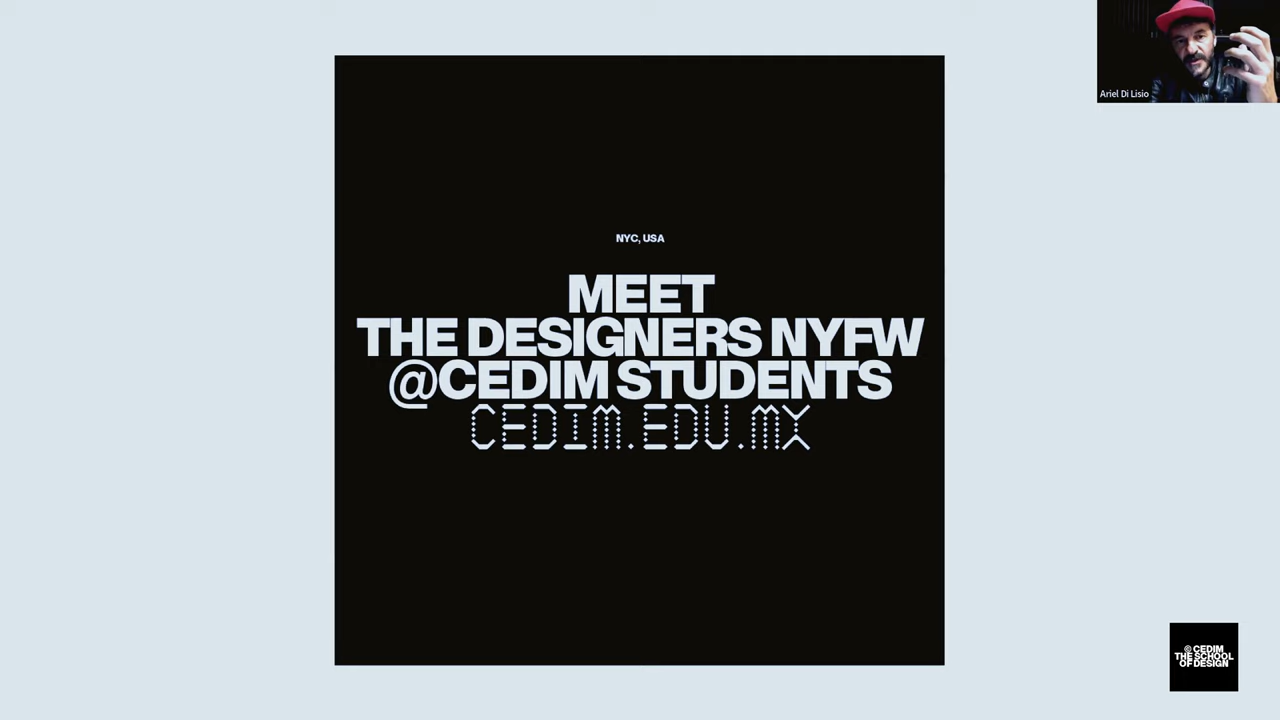 Ariel Di Lisio
NYC, USA
MEET
THE DESIGNERS NYFW
@CEDIM STUDENTS
CEDIM.EDU.MX
@ CEDIM
THE SCHOOL
OF DESIGN